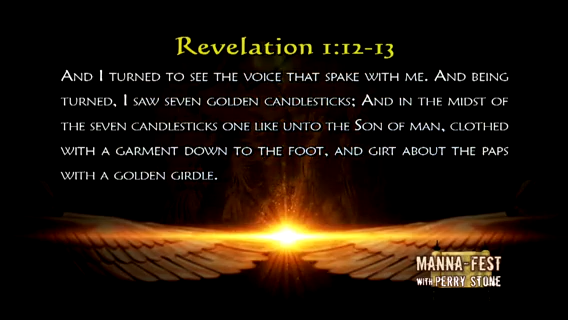 Revelation 1:12-13
And I turned to see the voice that spake with me. And being
turned, I saw seven golden candlesticks; And in the midst of
the seven candlesticks one like unto the Son of man, clothed
with a garment down to the foot, and girt about the paps
with a golden girdle.
MANNA-FEST
WITH PERRY STONE